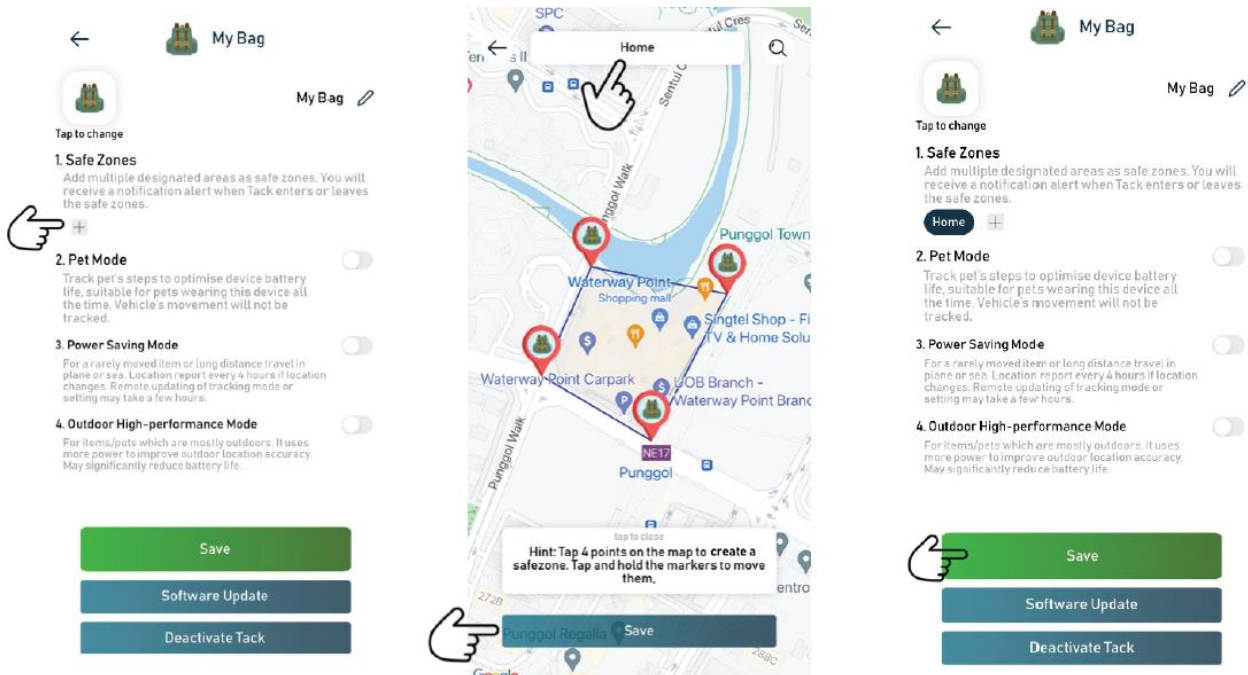 My Bag
My Bag
Tap to change
1. Safe Zones
Add multiple designated areas as safe zones. You will
receive a notification alert when Tack enters or leaves
the safe zones.
+
2. Pet Mode
Track pet's steps to optimise device battery
life, suitable for pets wearing this device all
the time. Vehicle's movement will not be
tracked.
3. Power Saving Mode
For a rarely moved item or long distance travel in
plane or sea. Location report every 4 hours if location
changes. Remote updating of tracking mode or
setting may take a few hours.
4. Outdoor High-performance Mode
For items/pets which are mostly outdoors. It uses
more power to improve outdoor location accuracy.
May significantly reduce battery life.
Save
Software Update
Deactivate Tack
SPC
Home
Sentul
Punggol Walk
Punggol Town
Waterway Point
Shopping mall
Singtel Shop - Fi
TV & Home Solu
Waterway Point Carpark
UOB Branch -
Waterway Point Branc
P
Punggol Walk
NE17
Punggol
tap to close
Hint: Tap 4 points on the map to create a
safezone. Tap and hold the markers to move
them.
entro
272B
Punggol Regalia
Save
280C
Google
My Bag
My Bag
Tap to change
1. Safe Zones
Add multiple designated areas as safe zones. You will
receive a notification alert when Tack enters or leaves
the safe zones.
Home +
2. Pet Mode
Track pet's steps to optimise device battery
life, suitable for pets wearing this device all
the time. Vehicle's movement will not be
tracked.
3. Power Saving Mode
For a rarely moved item or long distance travel in
plane or sea. Location report every 4 hours if location
changes. Remote updating of tracking mode or
setting may take a few hours.
4. Outdoor High-performance Mode
For items/pets which are mostly outdoors. It uses
more power to improve outdoor location accuracy.
May significantly reduce battery life.
Save
Software Update
Deactivate Tack